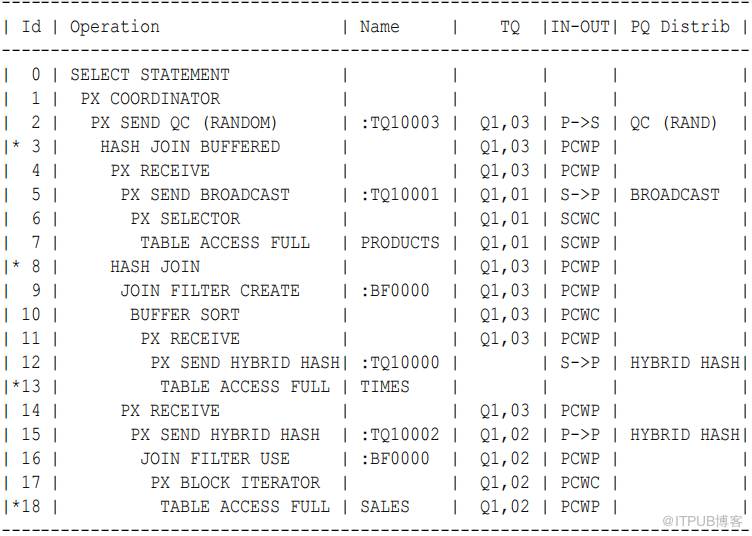 | Id | Operation | Name | TQ |IN-OUT| PQ Distrib |
| 0 | SELECT STATEMENT | | | | |
| 1 | PX COORDINATOR | | | | |
| 2 | PX SEND QC (RANDOM) | :TQ10003 | Q1,03 | P->S | QC (RAND) |
|* 3 | HASH JOIN BUFFERED | | Q1,03 | PCWP | |
| 4 | PX RECEIVE | | Q1,03 | PCWP | |
| 5 | PX SEND BROADCAST | :TQ10001 | Q1,01 | S->P | BROADCAST |
| 6 | PX SELECTOR | | Q1,01 | SCWC | |
| 7 | TABLE ACCESS FULL | PRODUCTS | Q1,01 | SCWP | |
|* 8 | HASH JOIN | | Q1,03 | PCWP | |
| 9 | JOIN FILTER CREATE | :BF0000 | Q1,03 | PCWP | |
| 10 | BUFFER SORT | | Q1,03 | PCWC | |
| 11 | PX RECEIVE | | Q1,03 | PCWP | |
| 12 | PX SEND HYBRID HASH| :TQ10000 | | S->P | HYBRID HASH|
|*13 | TABLE ACCESS FULL | TIMES | | | |
| 14 | PX RECEIVE | | Q1,03 | PCWP | |
| 15 | PX SEND HYBRID HASH | :TQ10002 | Q1,02 | P->P | HYBRID HASH|
| 16 | JOIN FILTER USE | :BF0000 | Q1,02 | PCWP | |
| 17 | PX BLOCK ITERATOR | | Q1,02 | PCWC | |
|*18 | TABLE ACCESS FULL | SALES | Q1,02 | PCWP | |
@ITPUB博客